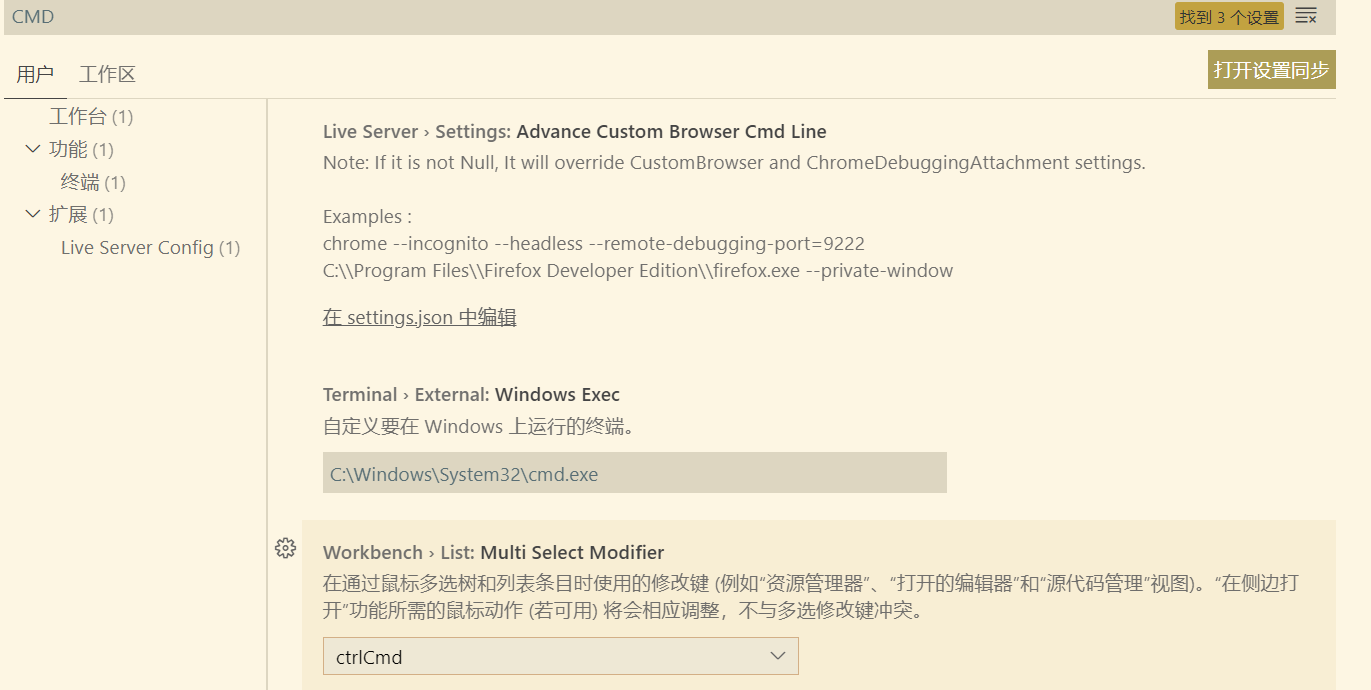 CMD
找到 3 个设置
用户 工作区
打开设置同步
工作台 (1)
功能 (1)
终端 (1)
扩展 (1)
Live Server Config (1)
Live Server › Settings: Advance Custom Browser Cmd Line
Note: If it is not Null, It will override CustomBrowser and ChromeDebuggingAttachment settings.
Examples :
chrome --incognito --headless --remote-debugging-port=9222
C:\\Program Files\\Firefox Developer Edition\\firefox.exe --private-window
在 settings.json 中编辑
Terminal › External: Windows Exec
自定义要在 Windows 上运行的终端。
C:\Windows\System32\cmd.exe
Workbench › List: Multi Select Modifier
在通过鼠标多选树和列表条目时使用的修改键 (例如“资源管理器”、“打开的编辑器”和“源代码管理”视图)。“在侧边打
开”功能所需的鼠标动作 (若可用) 将会相应调整，不与多选修改键冲突。
ctrlCmd